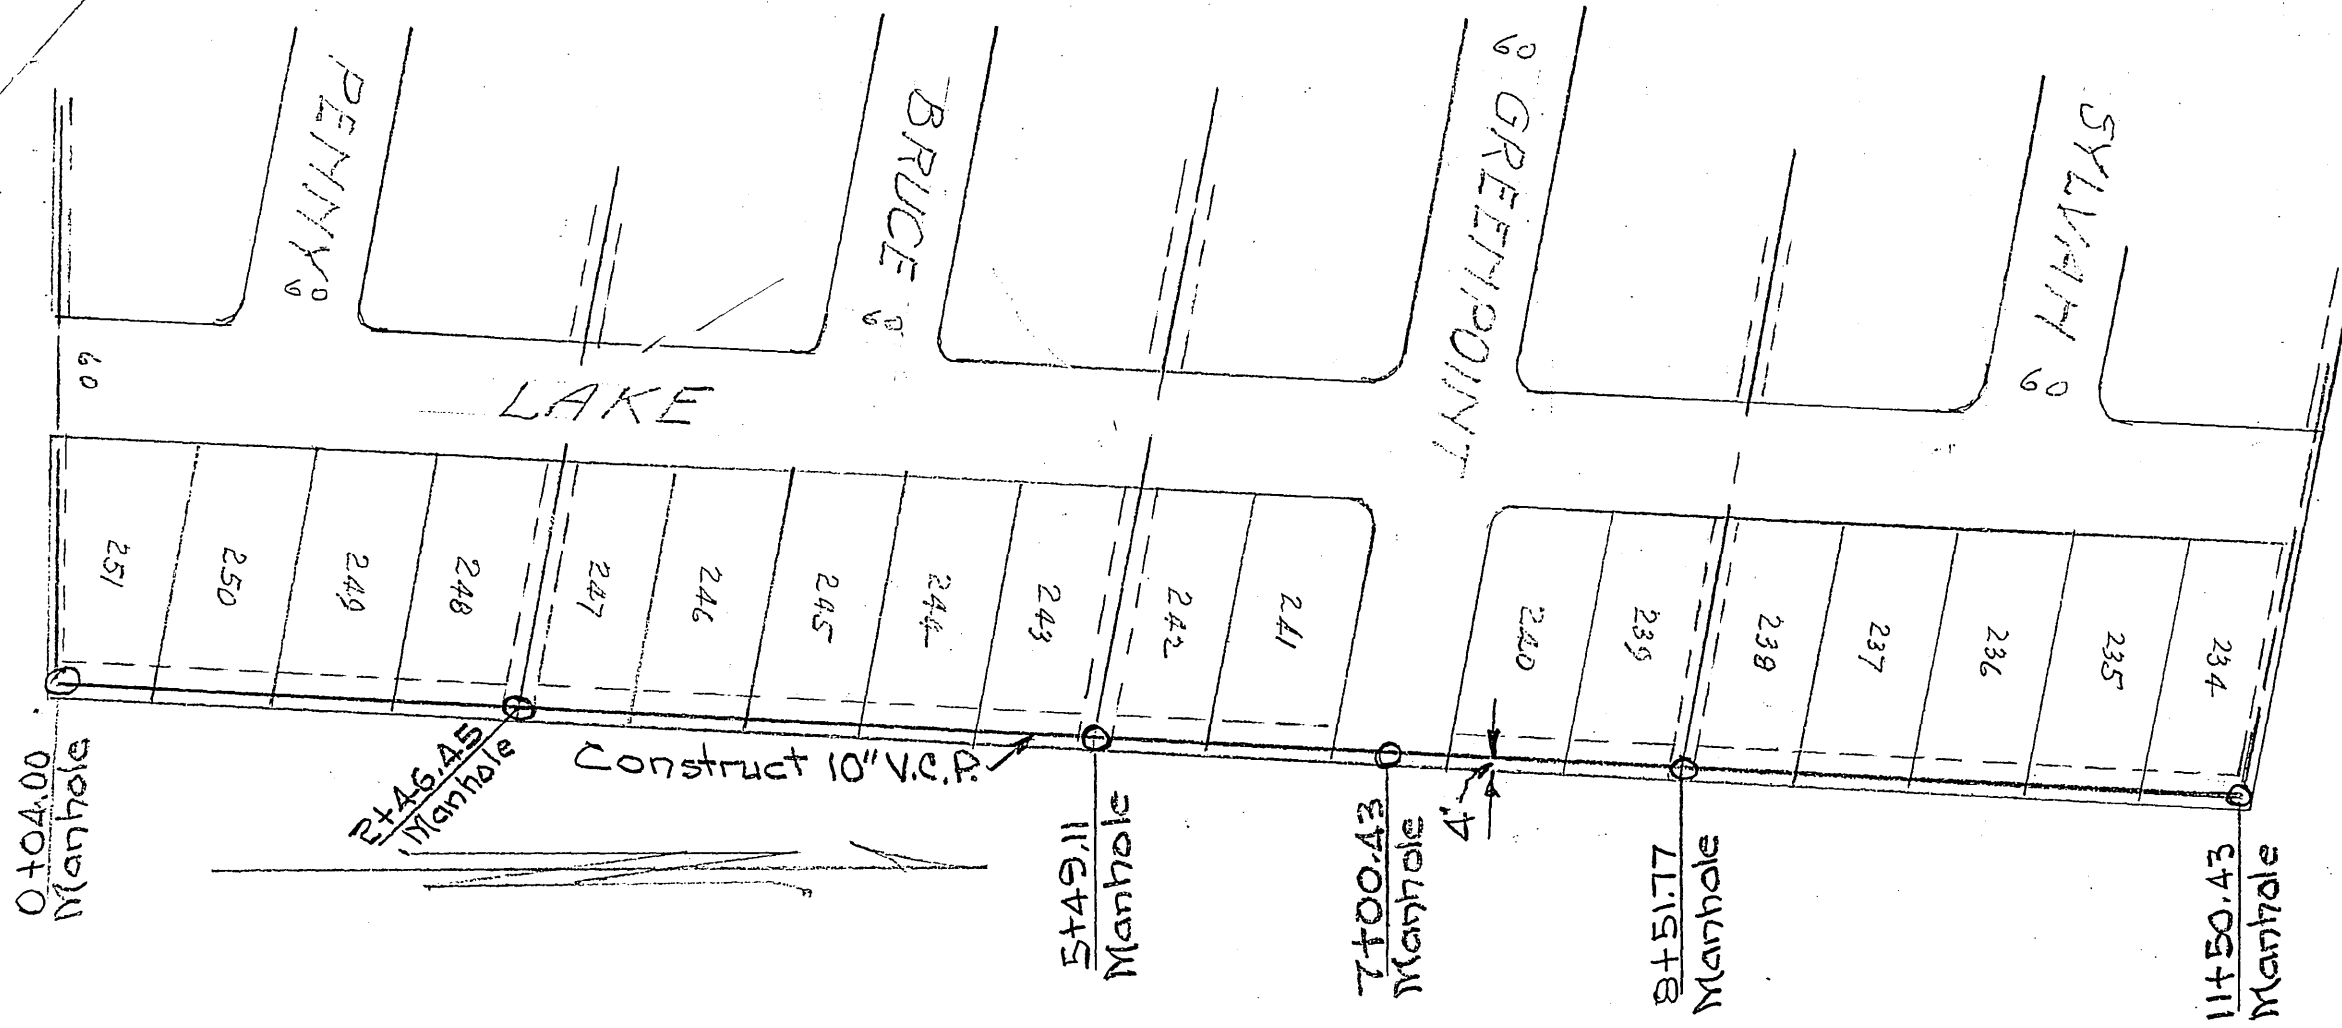 PENNY
60
BRUCE
60
60
GREENPOINT
SYLVAN
60
60
LAKE
251
250
249
248
247
246
245
244
243
242
241
240
239
238
237
236
235
234
0+04.00
Manhole
2+46.45
Manhole
Construct 10" V.C.P.
5+49.11
Manhole
7+00.43
Manhole
4'
8+51.77
Manhole
11+50.43
Manhole